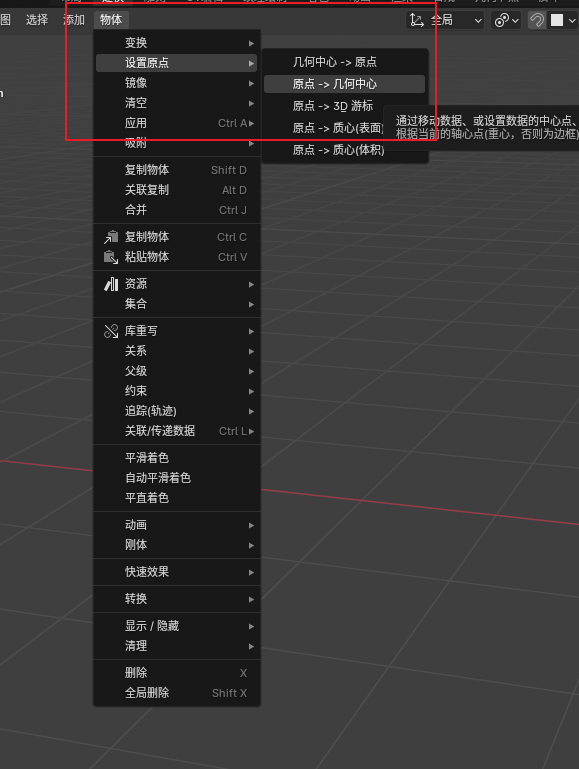 图 选择 添加 物体 全局
变换
设置原点
镜像
清空
应用 Ctrl A
吸附
几何中心 -> 原点
原点 -> 几何中心
原点 -> 3D 游标
原点 -> 质心(表面)
原点 -> 质心(体积)
通过移动数据、或设置数据的中心点、
根据当前的轴心点(重心，否则为边框)
复制物体 Shift D
关联复制 Alt D
合并 Ctrl J
复制物体 Ctrl C
粘贴物体 Ctrl V
资源
集合
库重写
关系
父级
约束
追踪(轨迹)
关联/传递数据 Ctrl L
平滑着色
自动平滑着色
平直着色
动画
刚体
快速效果
转换
显示 / 隐藏
清理
删除 X
全局删除 Shift X